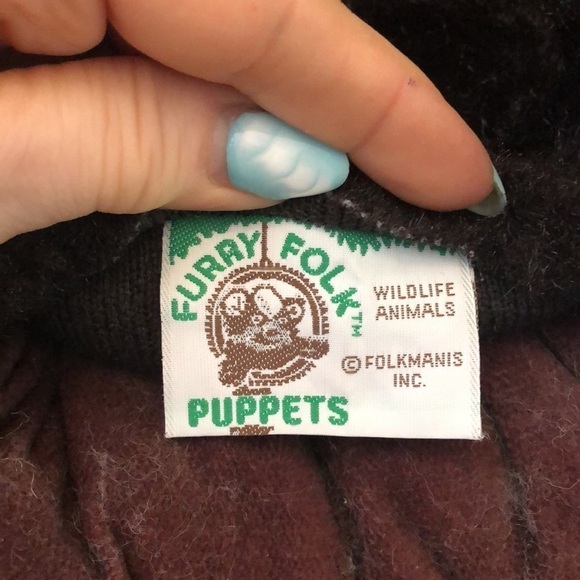 FURRY FOLK™
PUPPETS
WILDLIFE
ANIMALS
© FOLKMANIS
INC.